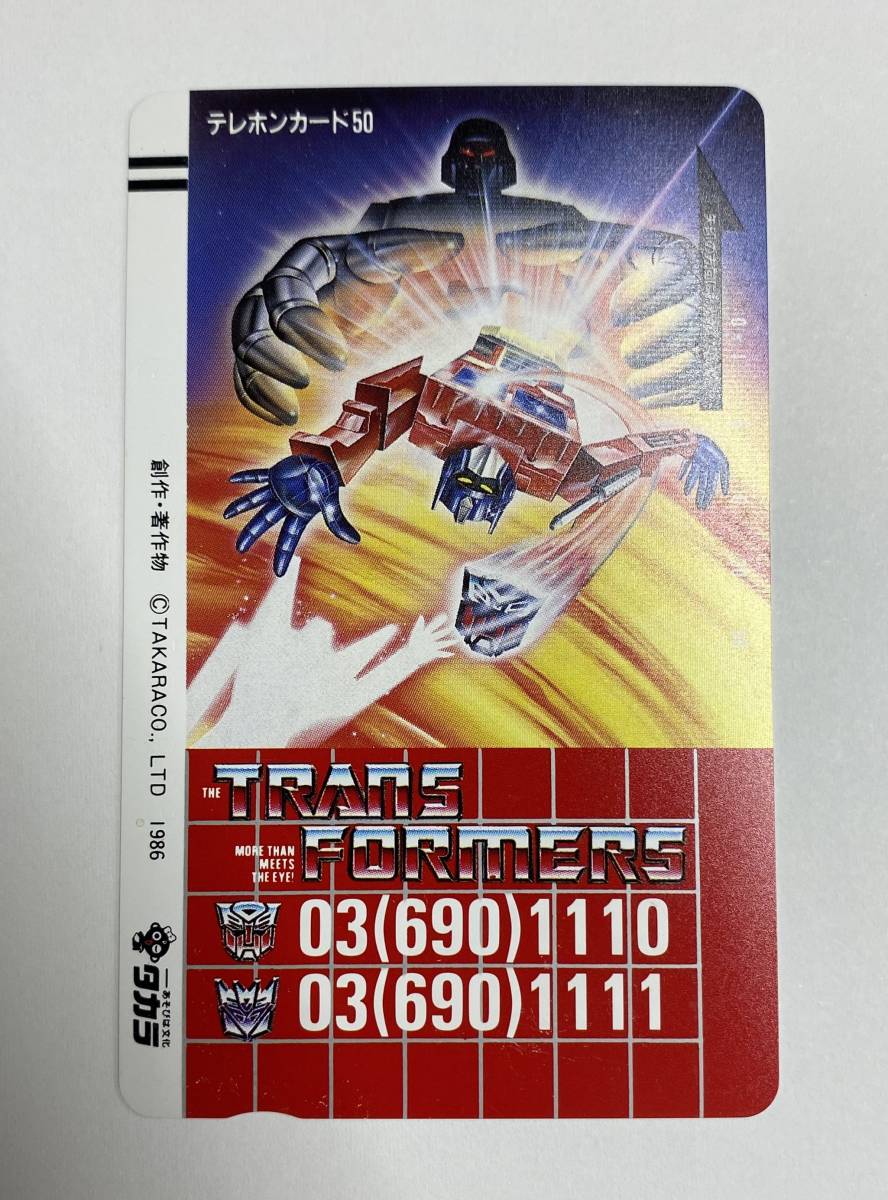 テレホンカード50
THE TRANS
FORMERS
MORE THAN
MEETS
THE EYE!
03(690)1110
03(690)1111
創作・著作物 ©TAKARACO., LTD 1986
あそびは文化
タカラ